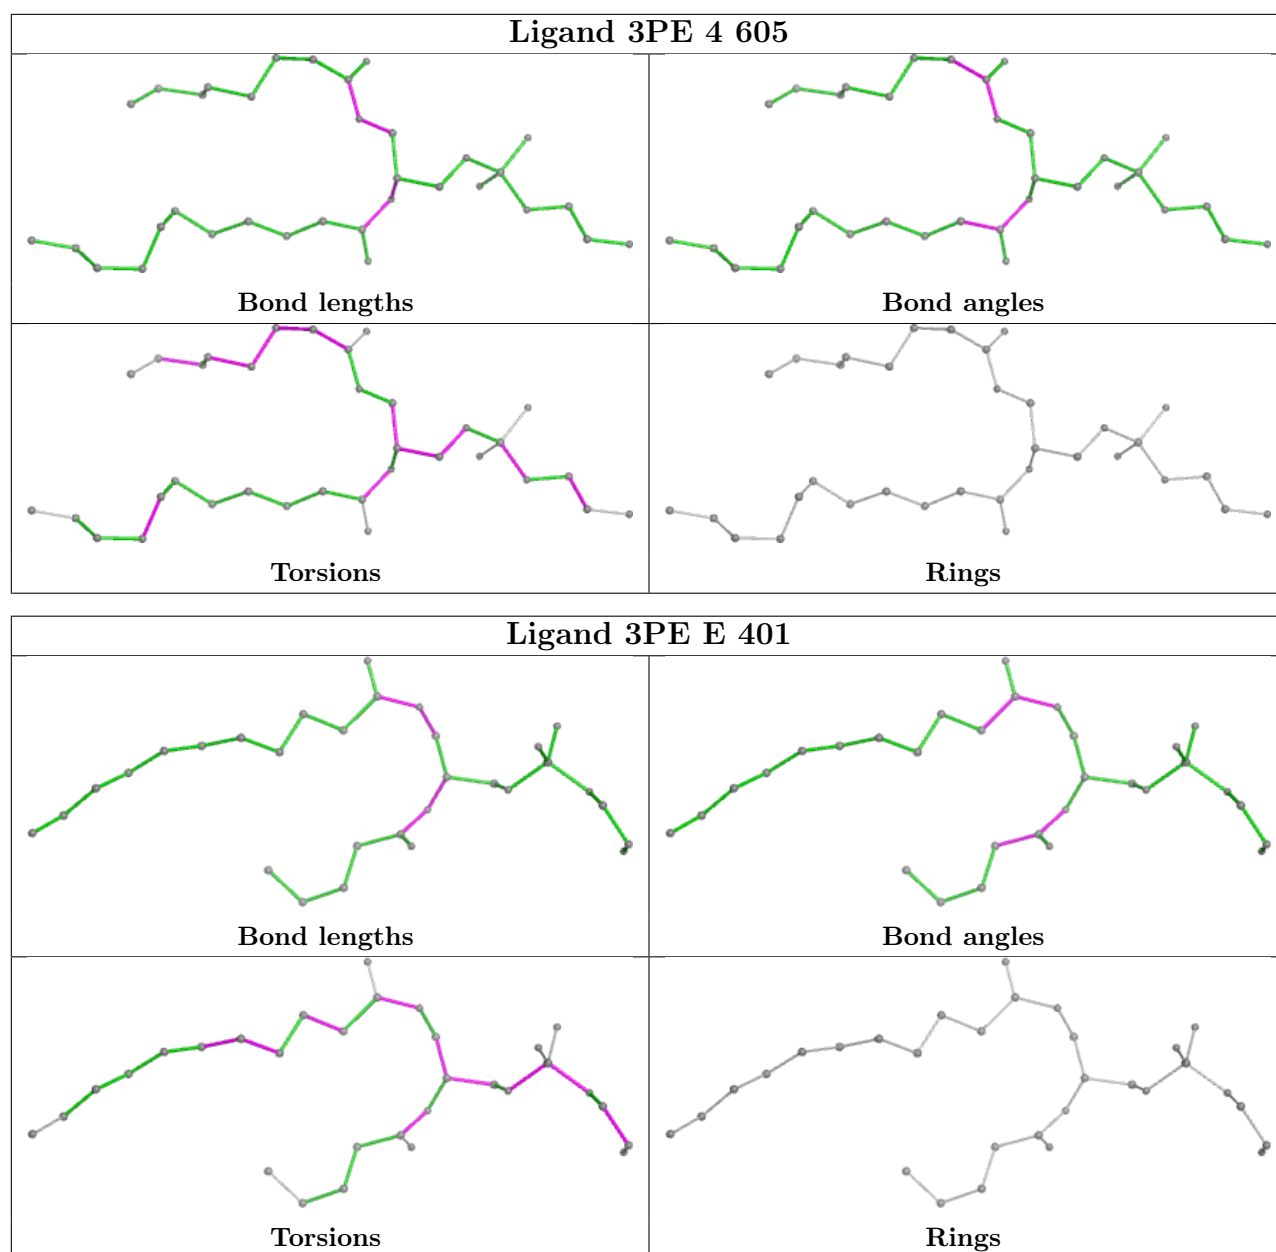 Ligand 3PE 4 605
Bond lengths
Bond angles
Torsions
Rings
Ligand 3PE E 401
Bond lengths
Bond angles
Torsions
Rings